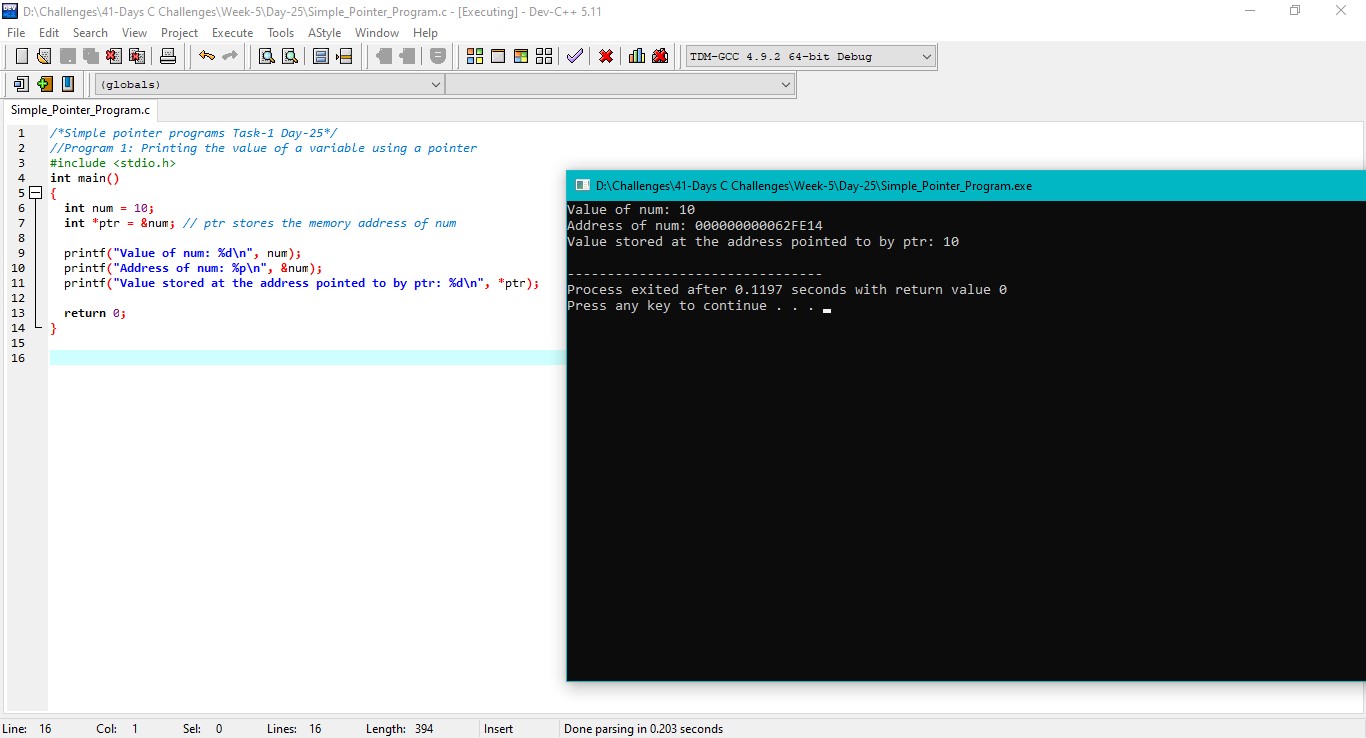 D:\Challenges\41-Days C Challenges\Week-5\Day-25\Simple_Pointer_Program.c - [Executing] - Dev-C++ 5.11
File Edit Search View Project Execute Tools AStyle Window Help
TDM-GCC 4.9.2 64-bit Debug
(globals)
Simple_Pointer_Program.c
1 /*Simple pointer programs Task-1 Day-25*/
2 //Program 1: Printing the value of a variable using a pointer
3 #include <stdio.h>
4 int main()
5 {
6 int num = 10;
7 int *ptr = &num; // ptr stores the memory address of num
8
9 printf("Value of num: %d\n", num);
10 printf("Address of num: %p\n", &num);
11 printf("Value stored at the address pointed to by ptr: %d\n", *ptr);
12
13 return 0;
14 }
15
16
D:\Challenges\41-Days C Challenges\Week-5\Day-25\Simple_Pointer_Program.exe
Value of num: 10
Address of num: 000000000062FE14
Value stored at the address pointed to by ptr: 10
--------------------------------
Process exited after 0.1197 seconds with return value 0
Press any key to continue . . .
Line: 16 Col: 1 Sel: 0 Lines: 16 Length: 394 Insert Done parsing in 0.203 seconds